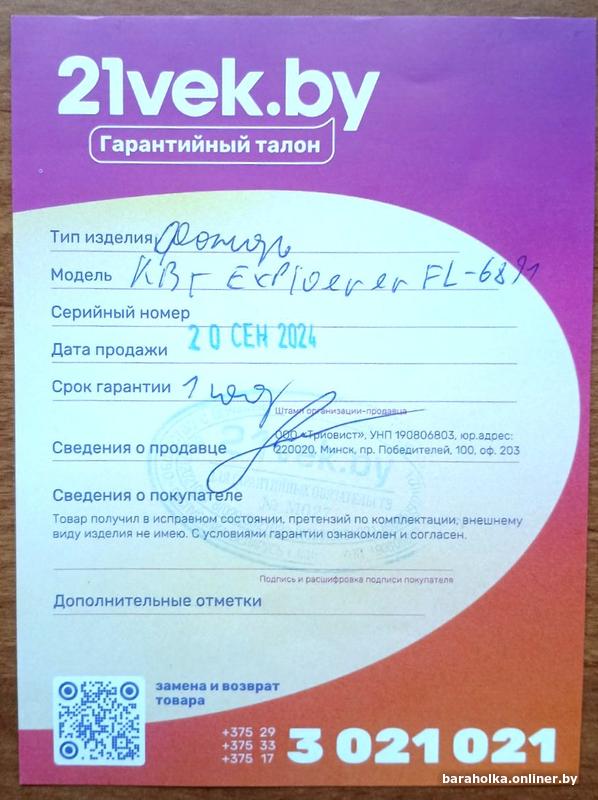 21vek.by
Гарантийный талон
Тип изделия Фонарь
Модель КВТ Explorerer FL-6891
Серийный номер
Дата продажи 20 СЕН 2024
Срок гарантии 1 год
Штамп организации-продавца
Сведения о продавце
ООО «Триовист», УНП 190806803, юр.адрес:
220020, Минск, пр. Победителей, 100, оф. 203
21vek.by
Сведения о покупателе
Товар получил в исправном состоянии, претензий по комплектации, внешнему
виду изделия не имею. С условиями гарантии ознакомлен и согласен.
Подпись и расшифровка подписи покупателя
Дополнительные отметки
замена и возврат
товара
+375 29
+375 33
+375 17
3 021 021
baraholka.onliner.by